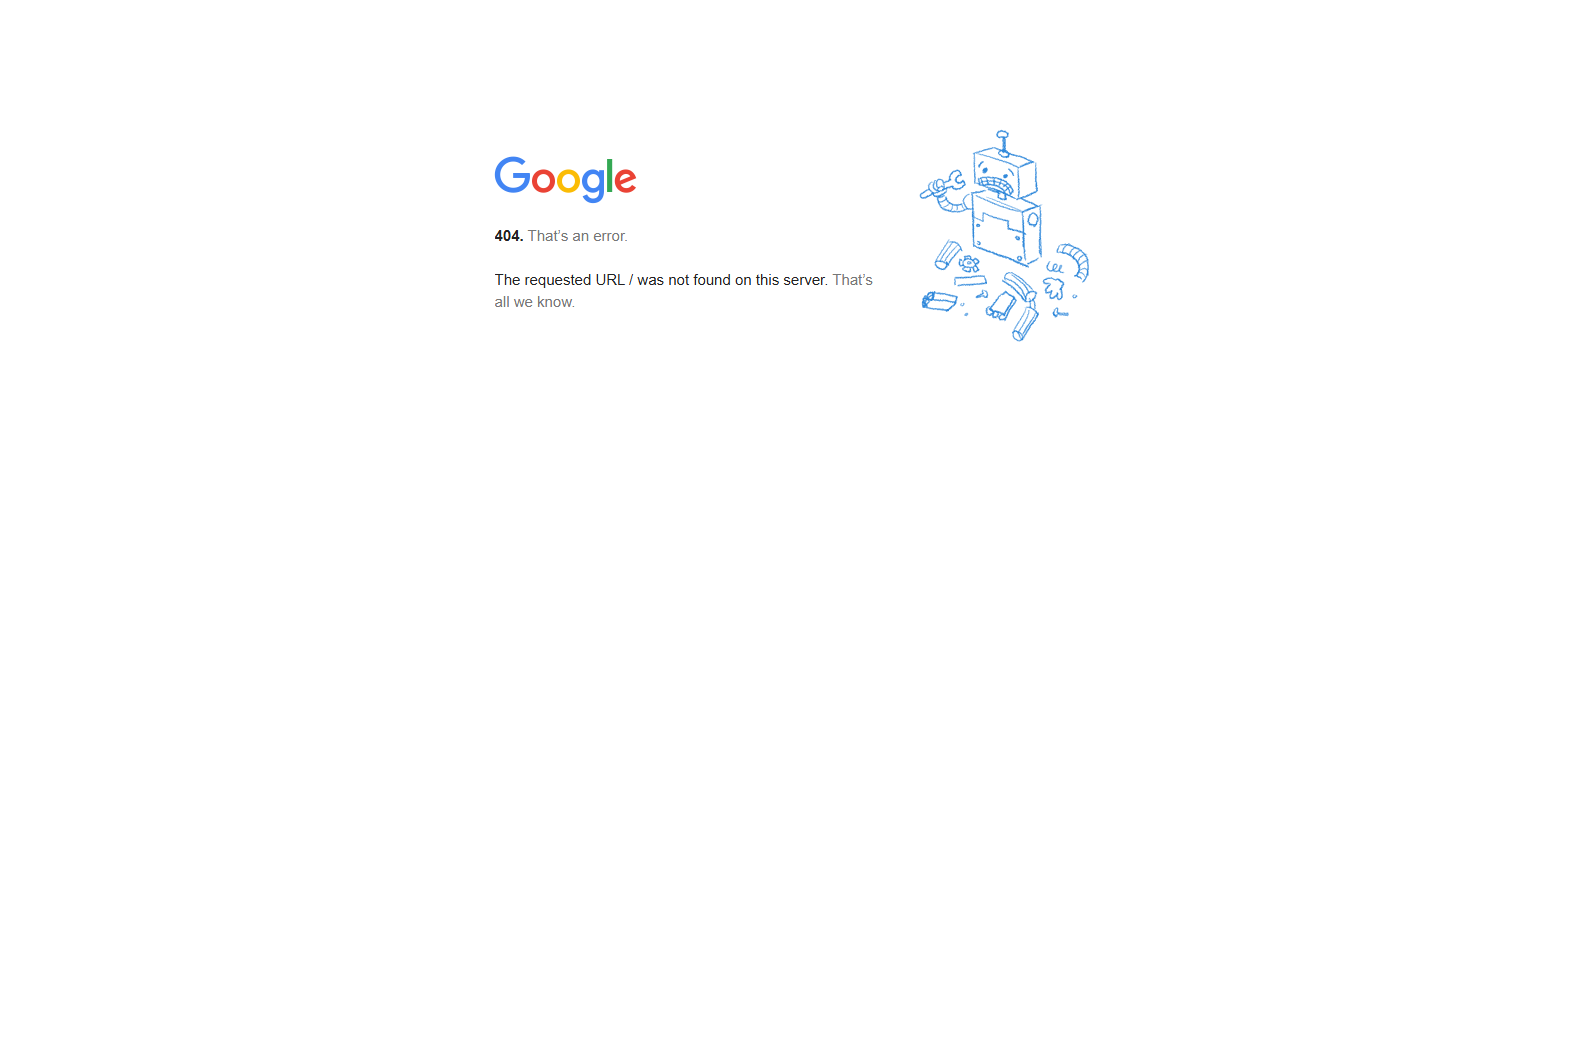 Google
404. That’s an error.
The requested URL / was not found on this server. That’s
all we know.